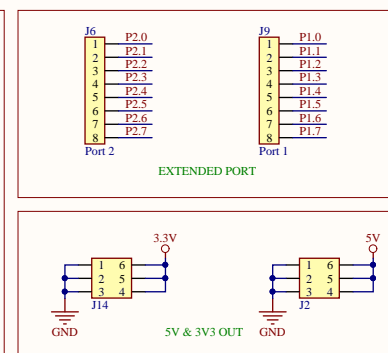 J6
1 P2.0
2 P2.1
3 P2.2
4 P2.3
5 P2.4
6 P2.5
7 P2.6
8 P2.7
Port 2
J9
1 P1.0
2 P1.1
3 P1.2
4 P1.3
5 P1.4
6 P1.5
7 P1.6
8 P1.7
Port 1
EXTENDED PORT
3.3V
1 6
2 5
3 4
J14
GND
5V
1 6
2 5
3 4
J2
GND
5V & 3V3 OUT